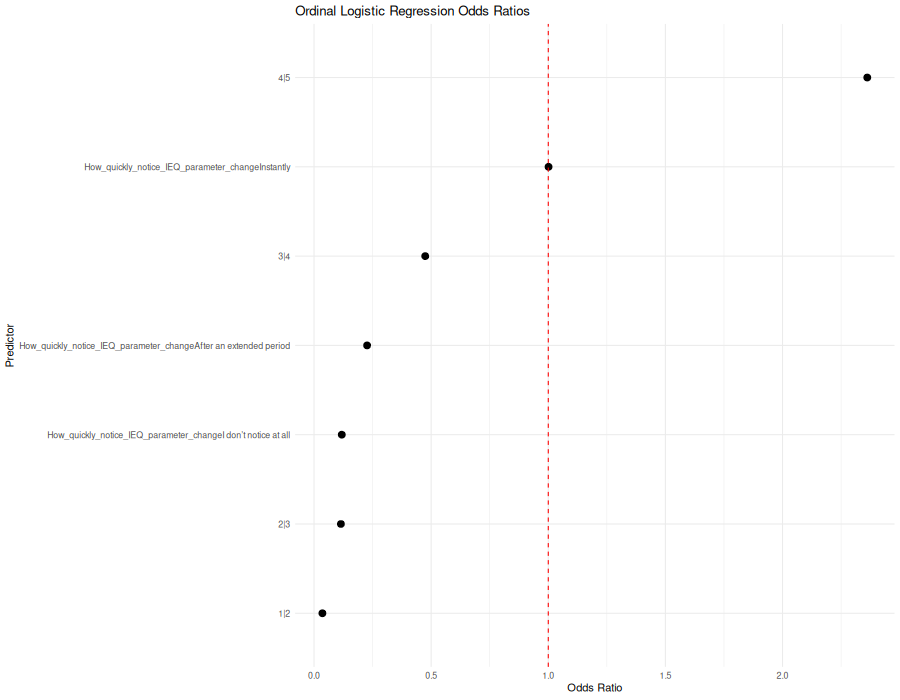 Ordinal Logistic Regression Odds Ratios
Predictor
4|5
How_quickly_notice_IEQ_parameter_changeInstantly
3|4
How_quickly_notice_IEQ_parameter_changeAfter an extended period
How_quickly_notice_IEQ_parameter_changeI don't notice at all
2|3
1|2
0.0 0.5 1.0 1.5 2.0
Odds Ratio